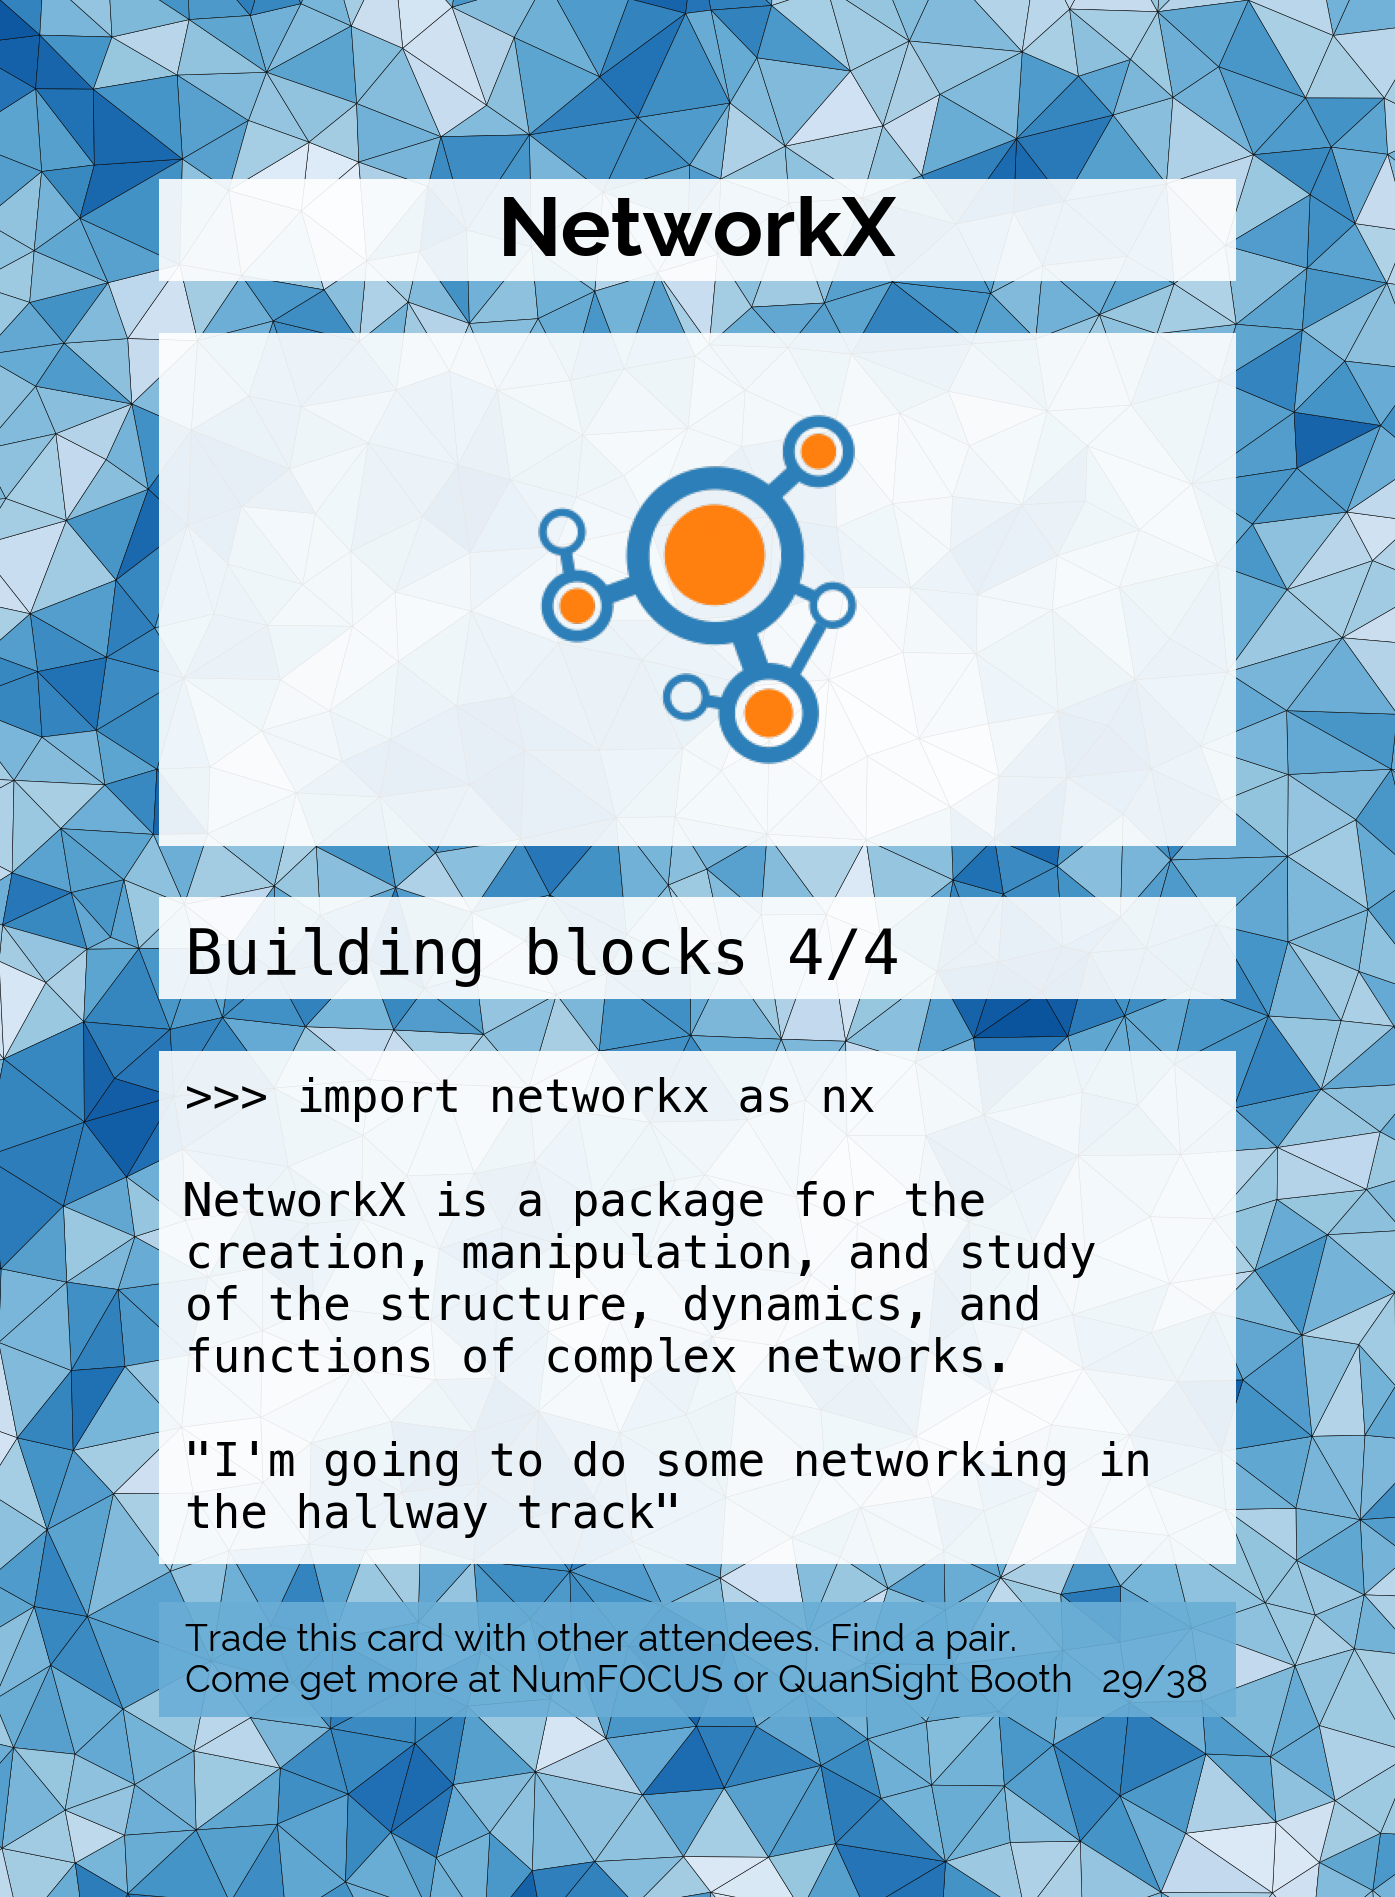 NetworkX
Building blocks 4/4
>>> import networkx as nx
NetworkX is a package for the
creation, manipulation, and study
of the structure, dynamics, and
functions of complex networks.
"I'm going to do some networking in
the hallway track"
Trade this card with other attendees. Find a pair.
Come get more at NumFOCUS or QuanSight Booth 29/38